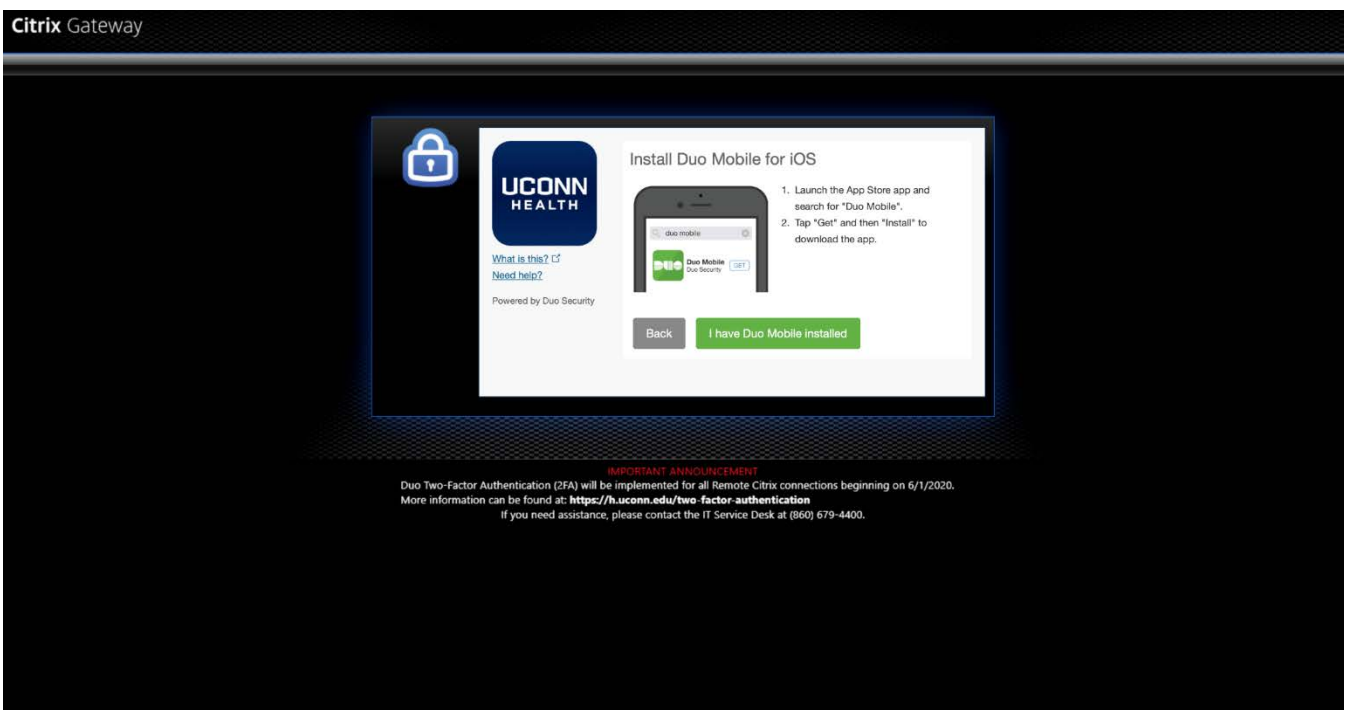 Citrix Gateway
UCONN
HEALTH
What is this?
Need help?
Powered by Duo Security
Install Duo Mobile for iOS
duo mobile
DUO
Duo Mobile
Duo Security
GET
1. Launch the App Store app and
search for "Duo Mobile".
2. Tap "Get" and then "Install" to
download the app.
Back
I have Duo Mobile installed
IMPORTANT ANNOUNCEMENT
Duo Two-Factor Authentication (2FA) will be implemented for all Remote Citrix connections beginning on 6/1/2020.
More information can be found at: https://h.uconn.edu/two-factor-authentication
If you need assistance, please contact the IT Service Desk at (860) 679-4400.